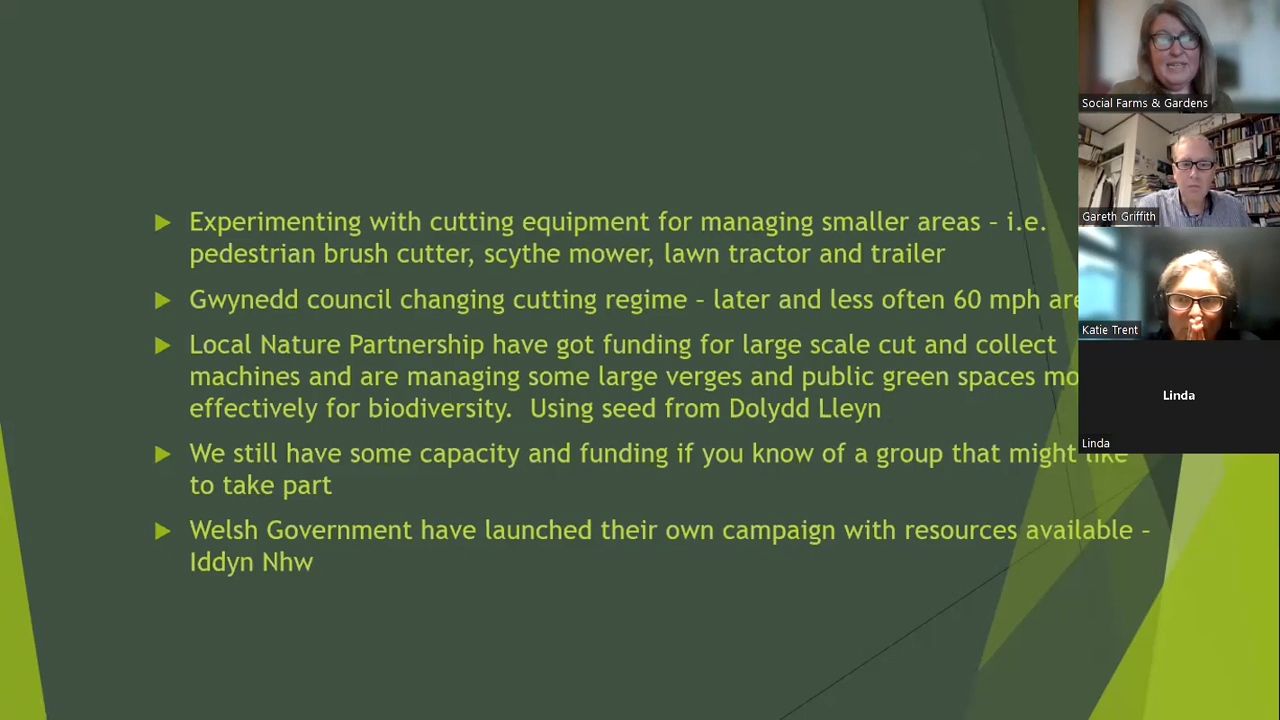 Experimenting with cutting equipment for managing smaller areas – i.e.
pedestrian brush cutter, scythe mower, lawn tractor and trailer
Gwynedd council changing cutting regime – later and less often 60 mph
Local Nature Partnership have got funding for large scale cut and collect
machines and are managing some large verges and public green spaces
effectively for biodiversity. Using seed from Dolydd Lleyn
We still have some capacity and funding if you know of a group that might like
to take part
Welsh Government have launched their own campaign with resources available –
Iddyn Nhw
Social Farms & Gardens
Gareth Griffith
Katie Trent
Linda
Linda